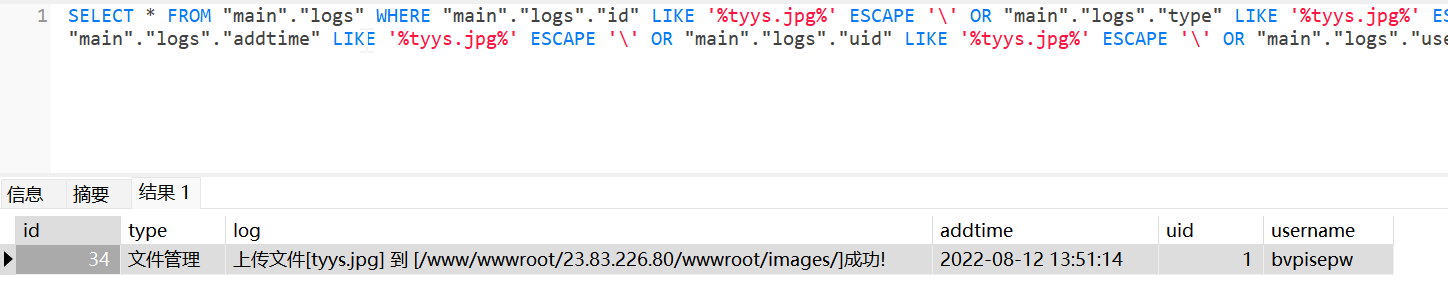 1 SELECT * FROM "main"."logs" WHERE "main"."logs"."id" LIKE '%tyys.jpg%' ESCAPE '\' OR "main"."logs"."type" LIKE '%tyys.jpg%' ES
"main"."logs"."addtime" LIKE '%tyys.jpg%' ESCAPE '\' OR "main"."logs"."uid" LIKE '%tyys.jpg%' ESCAPE '\' OR "main"."logs"."use
信息 摘要 结果 1
id type log addtime uid username
34 文件管理 上传文件[tyys.jpg] 到 [/www/wwwroot/23.83.226.80/wwwroot/images/]成功! 2022-08-12 13:51:14 1 bvpisepw